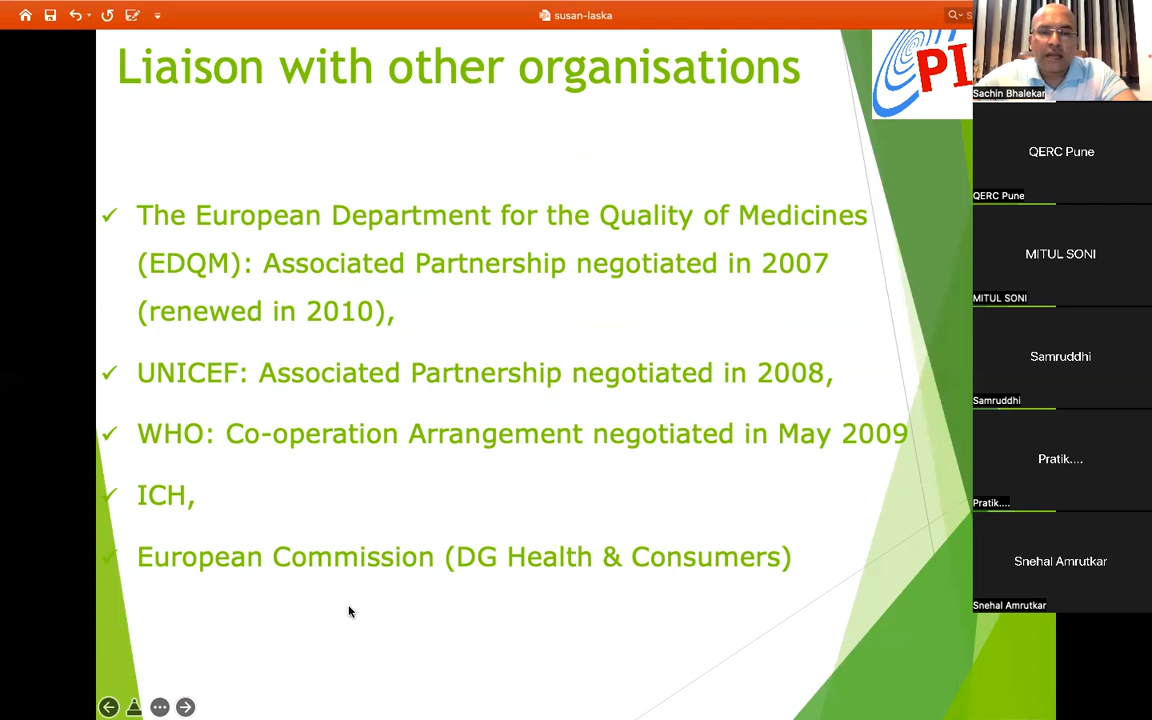 susan-laska
S
Liaison with other organisations
PI
✓ The European Department for the Quality of Medicines
(EDQM): Associated Partnership negotiated in 2007
(renewed in 2010),
✓ UNICEF: Associated Partnership negotiated in 2008,
✓ WHO: Co-operation Arrangement negotiated in May 2009
✓ ICH,
✓ European Commission (DG Health & Consumers)
Sachin Bhalekar
QERC Pune
QERC Pune
MITUL SONI
MITUL SONI
Samruddhi
Samruddhi
Pratik....
Pratik....
Snehal Amrutkar
Snehal Amrutkar